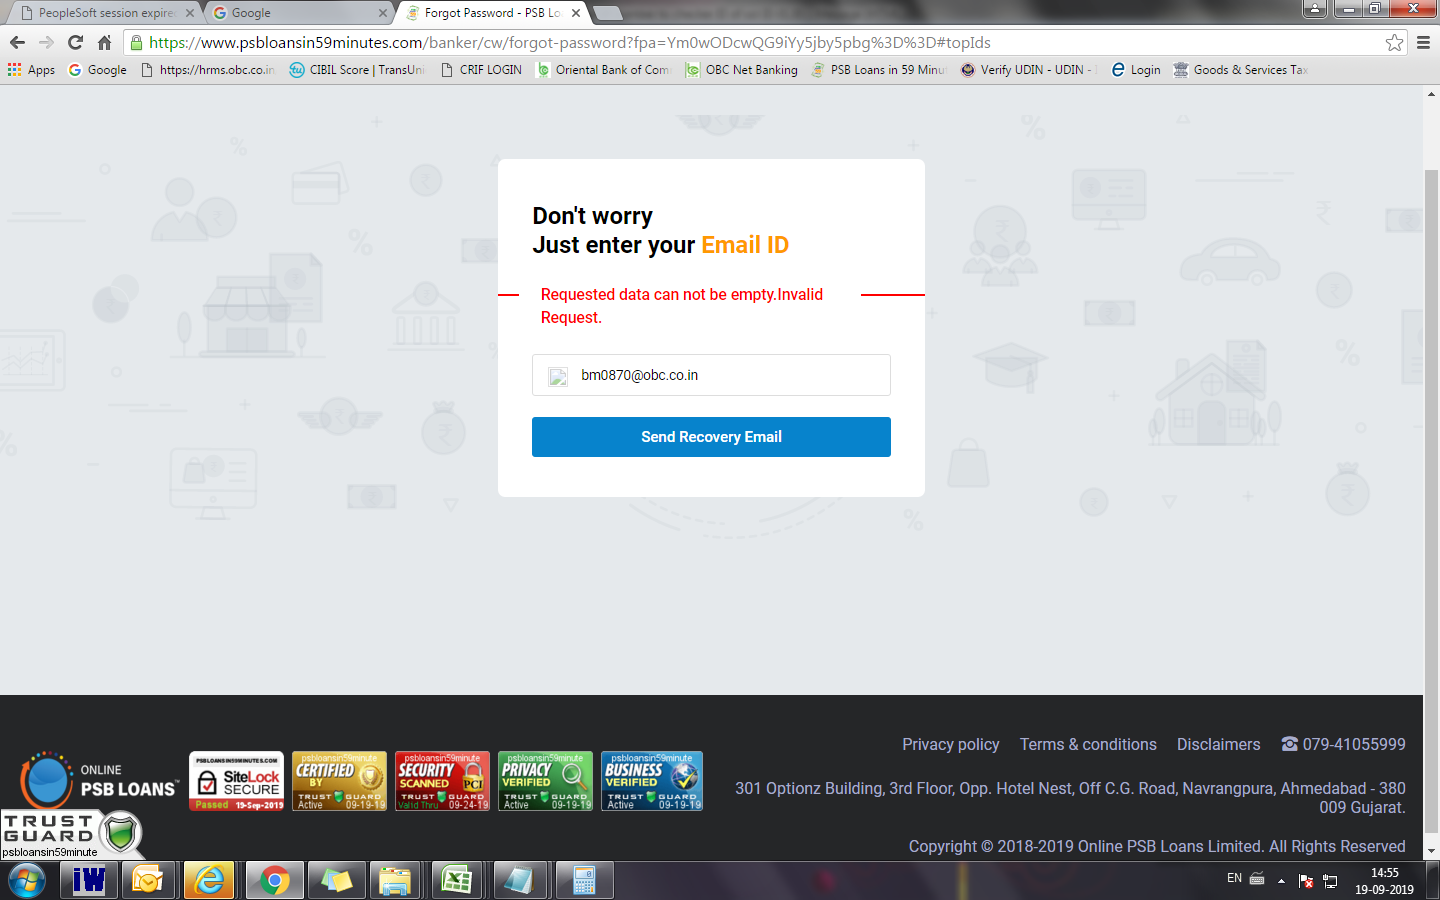 PeopleSoft session expire
Google
Forgot Password - PSB Lo
https://www.psbloansin59minutes.com/banker/cw/forgot-password?fpa=Ym0wODcwQG9iYy5jby5pbg%3D%3D#topIds
Apps Google https://hrms.obc.co.in CIBIL Score | TransUni CRIF LOGIN Oriental Bank of Com OBC Net Banking PSB Loans in 59 Minut Verify UDIN - UDIN - Login Goods & Services Tax
Don't worry
Just enter your Email ID
Requested data can not be empty.Invalid
Request.
bm0870@obc.co.in
Send Recovery Email
Privacy policy Terms & conditions Disclaimers 079-41055999
301 Optionz Building, 3rd Floor, Opp. Hotel Nest, Off C.G. Road, Navrangpura, Ahmedabad - 380
009 Gujarat.
Copyright © 2018-2019 Online PSB Loans Limited. All Rights Reserved
ONLINE
PSB LOANS™
PSBLOANSIN59MINUTES.COM
SiteLock
SECURE
Passed 19-Sep-2019
psbloansin59minute
CERTIFIED
BY
TRUST GUARD
Active 09-19-19
psbloansin59minute
SECURITY
SCANNED
PCI
TRUST GUARD
Valid Thru 09-24-19
psbloansin59minute
PRIVACY
VERIFIED
TRUST GUARD
Active 09-19-19
psbloansin59minute
BUSINESS
VERIFIED
TRUST GUARD
Active 09-19-19
TRUST
GUARD
psbloansin59minute
iW
EN
14:55
19-09-2019